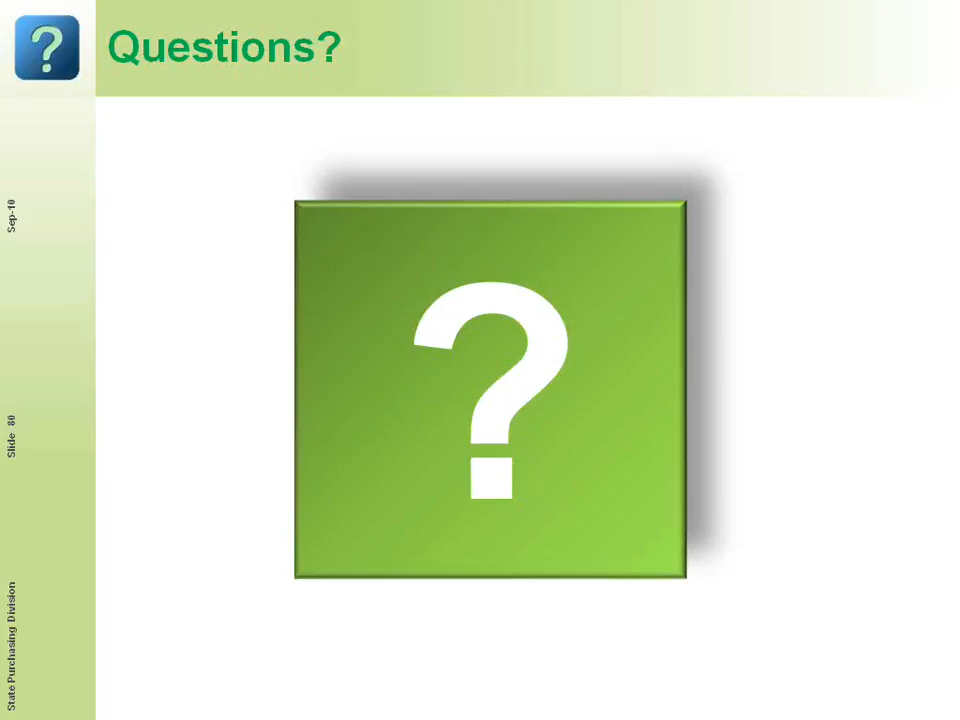 ?
Questions?
?
Sep-10
Slide 80
State Purchasing Division